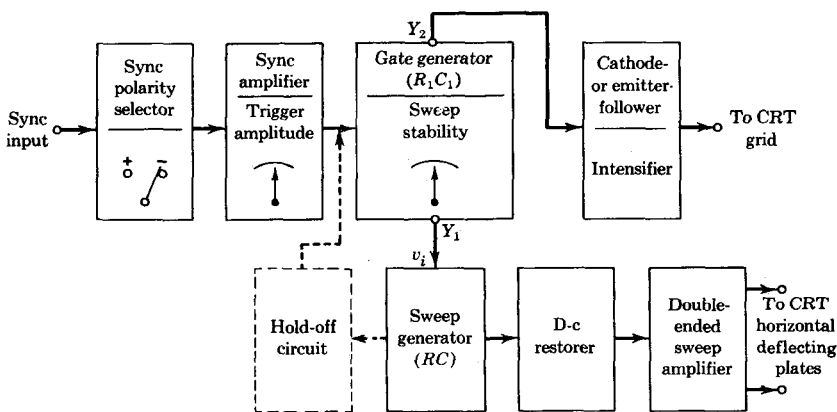 Sync
input
Sync
polarity
selector
+
−
Sync
amplifier
Trigger
amplitude
Y2
Gate generator
(R1C1)
Sweep
stability
Y1
vi
Cathode-
or emitter-
follower
Intensifier
To CRT
grid
Hold-off
circuit
Sweep
generator
(RC)
D-c
restorer
Double-
ended
sweep
amplifier
To CRT
horizontal
deflecting
plates